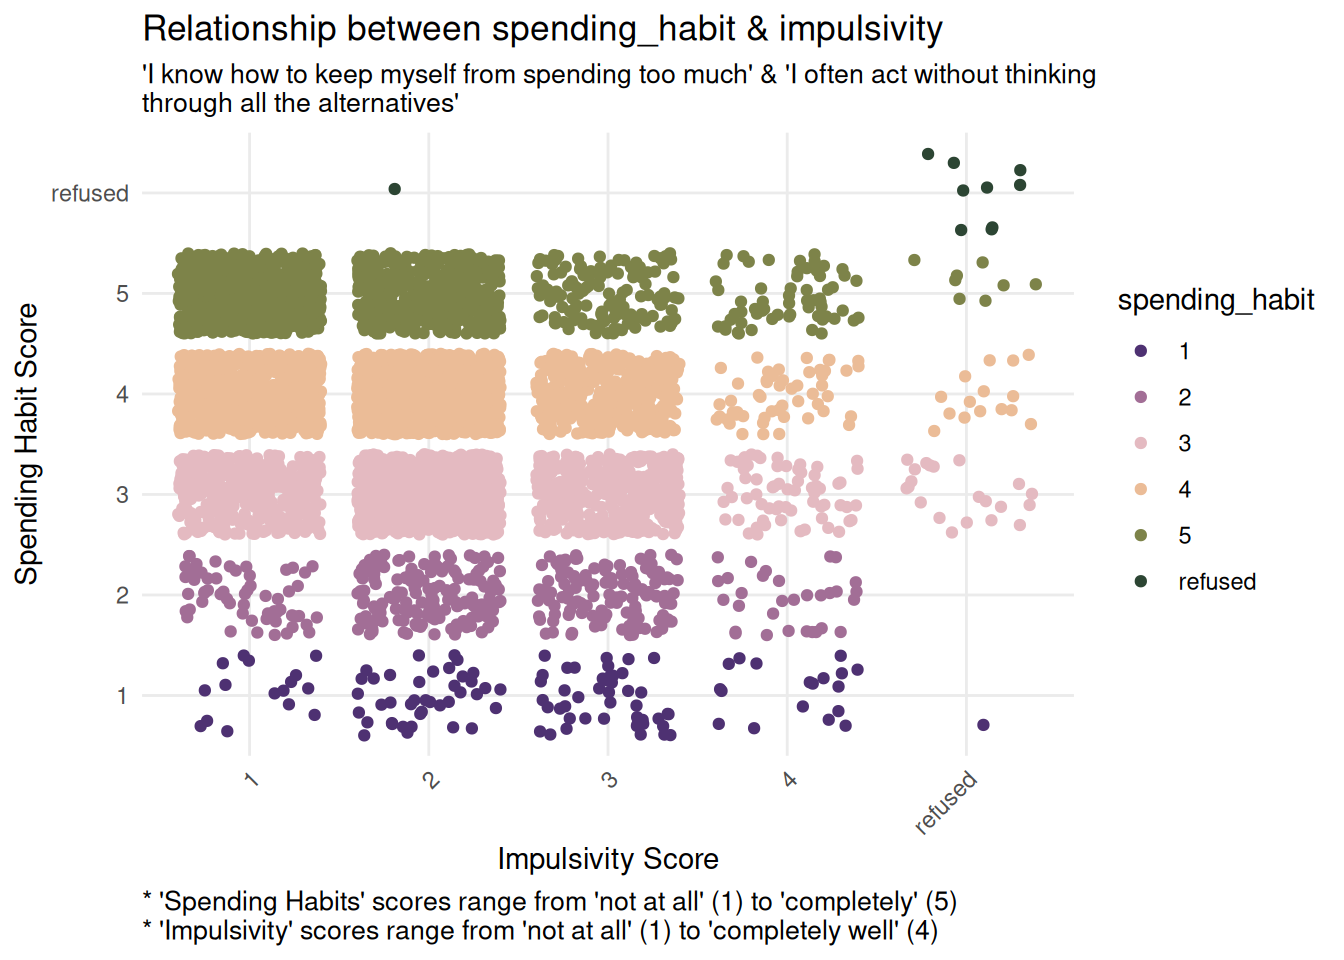 Relationship between spending_habit & impulsivity
'I know how to keep myself from spending too much' & 'I often act without thinking
through all the alternatives'
Spending Habit Score
refused
5
4
3
2
1
1
2
3
4
refused
Impulsivity Score
spending_habit
1
2
3
4
5
refused
* 'Spending Habits' scores range from 'not at all' (1) to 'completely' (5)
* 'Impulsivity' scores range from 'not at all' (1) to 'completely well' (4)